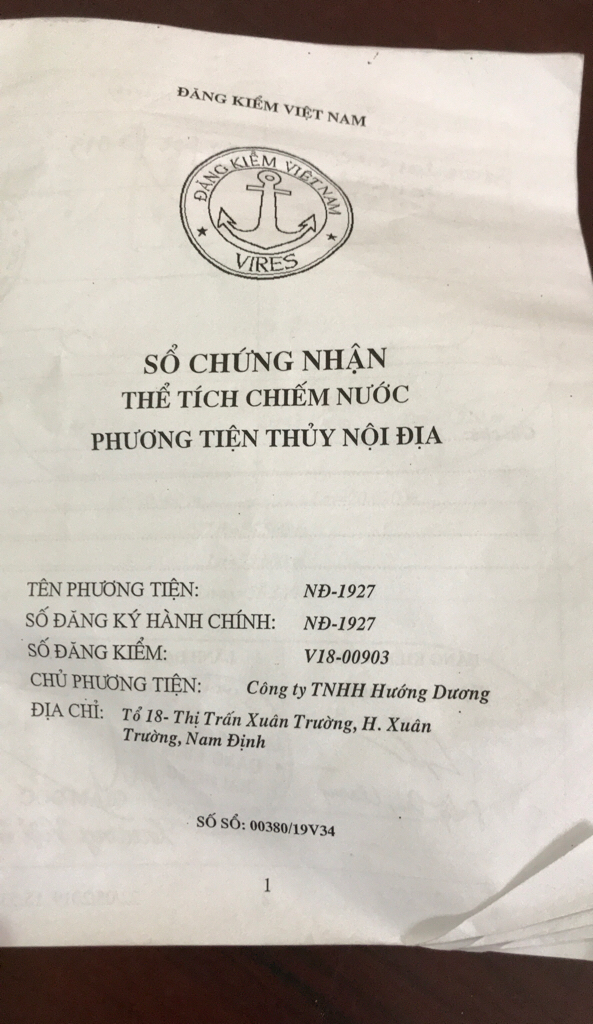 ĐĂNG KIỂM VIỆT NAM
ĐĂNG KIỂM VIỆT NAM
VIRES
SỔ CHỨNG NHẬN
THỂ TÍCH CHIẾM NƯỚC
PHƯƠNG TIỆN THỦY NỘI ĐỊA
TÊN PHƯƠNG TIỆN: NĐ-1927
SỐ ĐĂNG KÝ HÀNH CHÍNH: NĐ-1927
SỐ ĐĂNG KIỂM: V18-00903
CHỦ PHƯƠNG TIỆN: Công ty TNHH Hướng Dương
ĐỊA CHỈ: Tổ 18- Thị Trấn Xuân Trường, H. Xuân
Trường, Nam Định
SỐ SỔ: 00380/19V34
1